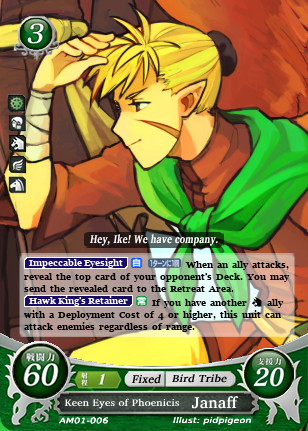 3
Hey, Ike! We have company.
Impeccable Eyesight 自 1ターンに1回 When an ally attacks,
reveal the top card of your opponent's Deck. You may
send the revealed card to the Retreat Area.
Hawk King's Retainer 常 If you have another ally
with a Deployment Cost of 4 or higher, this unit can
attack enemies regardless of range.
戦闘力 60 射程 1 Fixed Bird Tribe 支援力 20
Keen Eyes of Phoenicis Janaff
AM01-006 Illust: pidpigeon